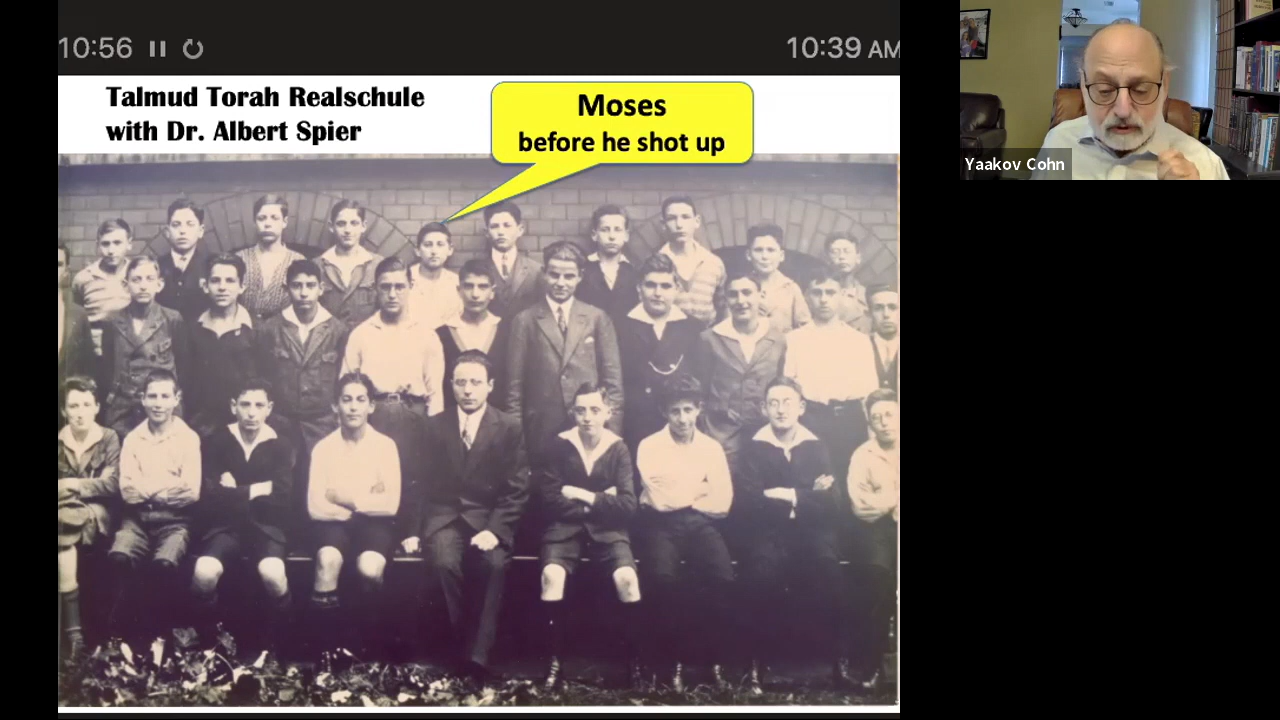 10:56
10:39 AM
Talmud Torah Realschule
with Dr. Albert Spier
Moses
before he shot up
Yaakov Cohn